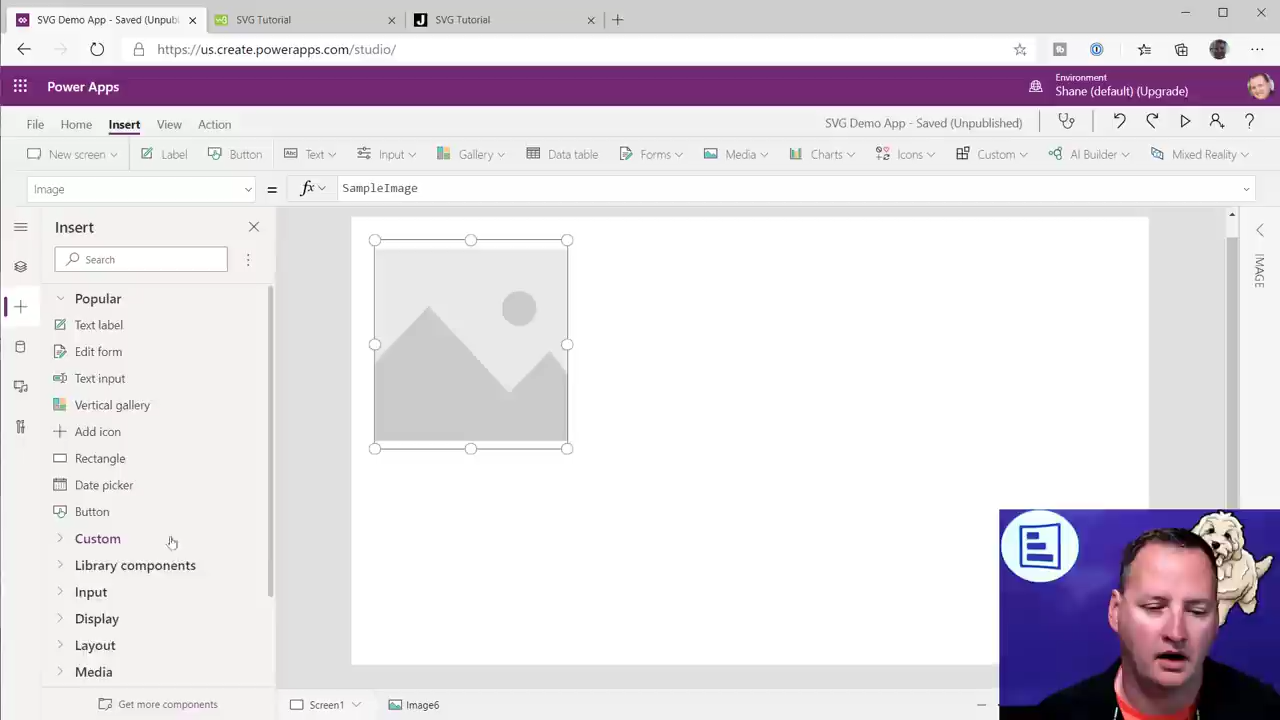 SVG Demo App - Saved (Unpubli
SVG Tutorial
SVG Tutorial
https://us.create.powerapps.com/studio/
Power Apps
Environment
Shane (default) (Upgrade)
File
Home
Insert
View
Action
SVG Demo App - Saved (Unpublished)
New screen
Label
Button
Text
Input
Gallery
Data table
Forms
Media
Charts
Icons
Custom
AI Builder
Mixed Reality
Image
=
fx
SampleImage
Insert
Search
Popular
Text label
Edit form
Text input
Vertical gallery
Add icon
Rectangle
Date picker
Button
Custom
Library components
Input
Display
Layout
Media
Get more components
Screen1
Image6
IMAGE